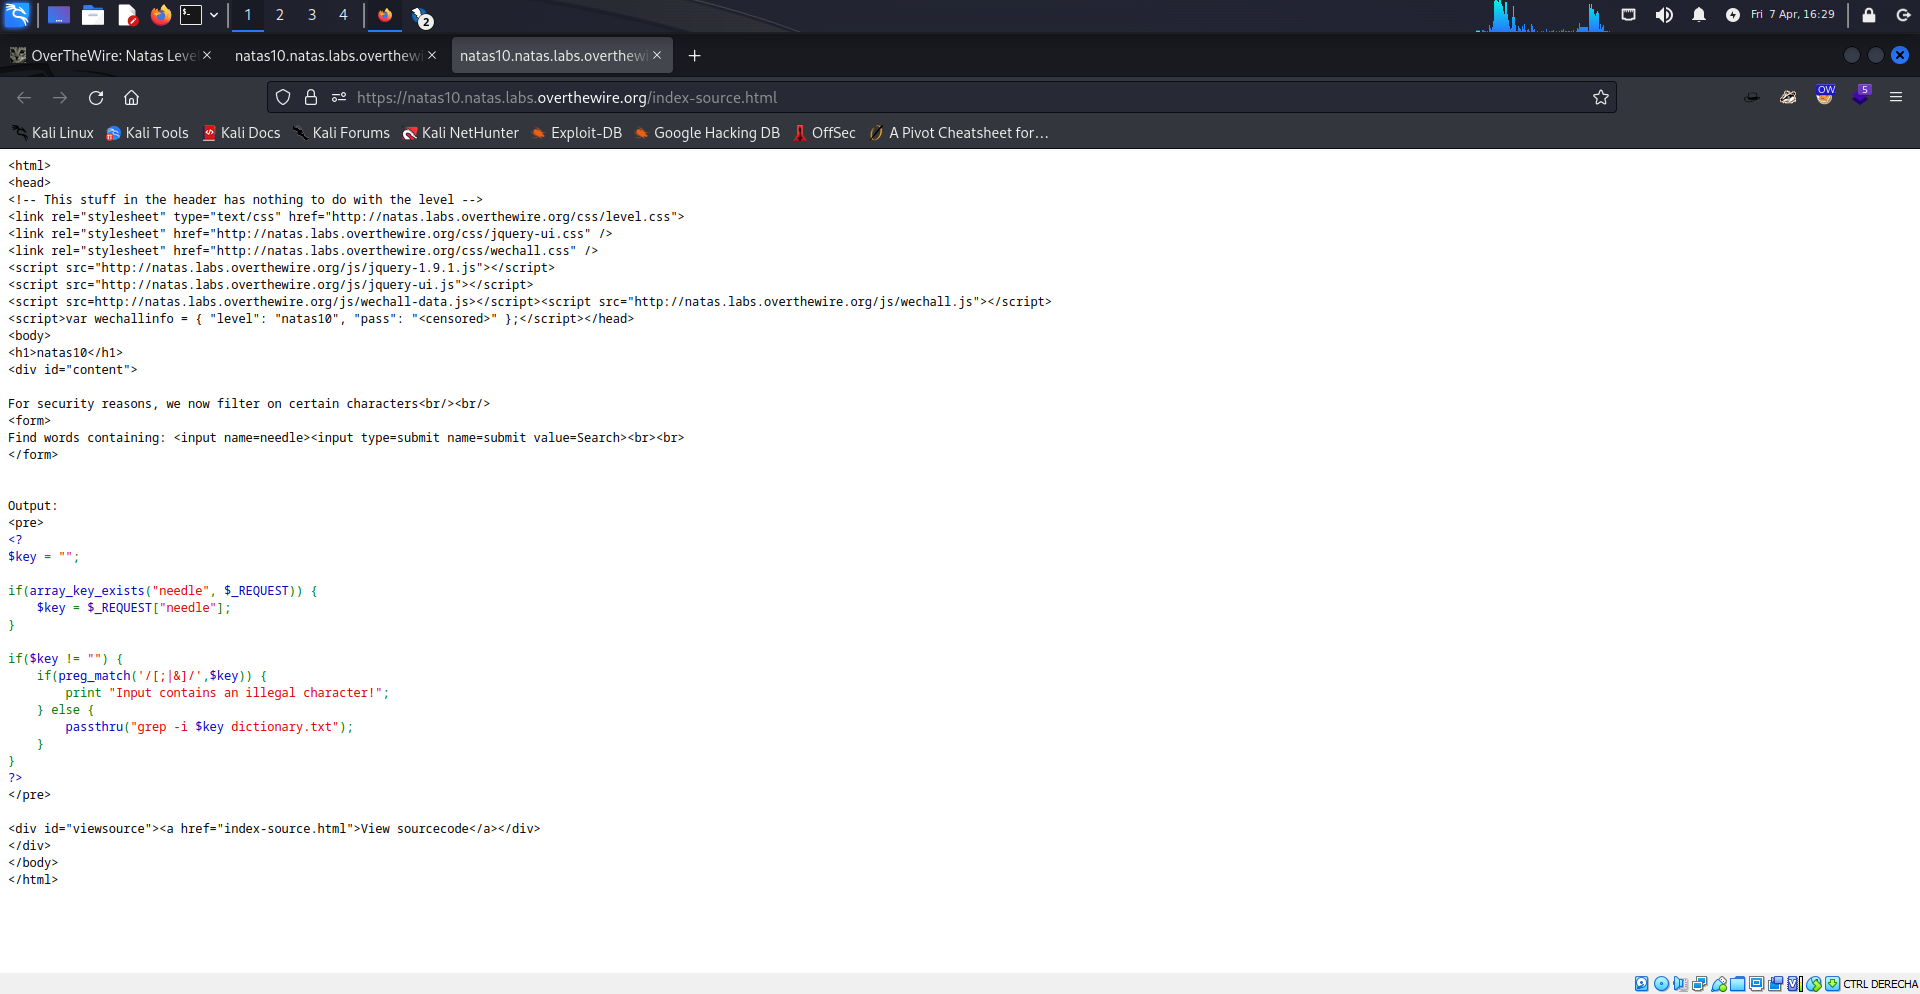 1 2 3 4 2 Fri 7 Apr, 16:29
OverTheWire: Natas Leve natas10.natas.labs.overthewi natas10.natas.labs.overthewi
https://natas10.natas.labs.overthewire.org/index-source.html OW 5
Kali Linux Kali Tools Kali Docs Kali Forums Kali NetHunter Exploit-DB Google Hacking DB OffSec A Pivot Cheatsheet for…
<html>
<head>
<!-- This stuff in the header has nothing to do with the level -->
<link rel="stylesheet" type="text/css" href="http://natas.labs.overthewire.org/css/level.css">
<link rel="stylesheet" href="http://natas.labs.overthewire.org/css/jquery-ui.css" />
<link rel="stylesheet" href="http://natas.labs.overthewire.org/css/wechall.css" />
<script src="http://natas.labs.overthewire.org/js/jquery-1.9.1.js"></script>
<script src="http://natas.labs.overthewire.org/js/jquery-ui.js"></script>
<script src=http://natas.labs.overthewire.org/js/wechall-data.js></script><script src="http://natas.labs.overthewire.org/js/wechall.js"></script>
<script>var wechallinfo = { "level": "natas10", "pass": "<censored>" };</script></head>
<body>
<h1>natas10</h1>
<div id="content">
For security reasons, we now filter on certain characters<br/><br/>
<form>
Find words containing: <input name=needle><input type=submit name=submit value=Search><br><br>
</form>
Output:
<pre>
<?
$key = "";
if(array_key_exists("needle", $_REQUEST)) {
    $key = $_REQUEST["needle"];
}
if($key != "") {
    if(preg_match('/[;|&]/',$key)) {
        print "Input contains an illegal character!";
    } else {
        passthru("grep -i $key dictionary.txt");
    }
}
?>
</pre>
<div id="viewsource"><a href="index-source.html">View sourcecode</a></div>
</div>
</body>
</html>
CTRL DERECHA